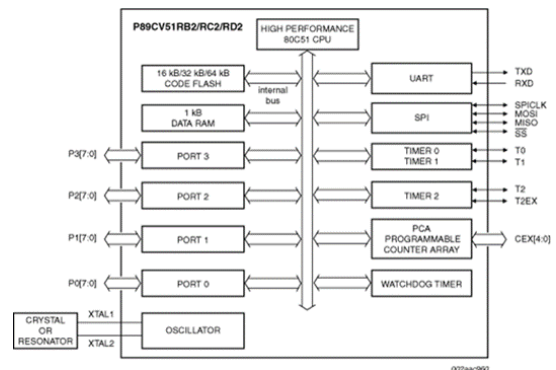 P89CV51RB2/RC2/RD2
HIGH PERFORMANCE
80C51 CPU
16 kB/32 kB/64 kB
CODE FLASH
internal
bus
UART
TXD
RXD
1 kB
DATA RAM
SPI
SPICLK
MOSI
MISO
SS
P3[7:0]
PORT 3
TIMER 0
TIMER 1
T0
T1
P2[7:0]
PORT 2
TIMER 2
T2
T2EX
P1[7:0]
PORT 1
PCA
PROGRAMMABLE
COUNTER ARRAY
CEX[4:0]
P0[7:0]
PORT 0
WATCHDOG TIMER
CRYSTAL
OR
RESONATOR
XTAL1
XTAL2
OSCILLATOR